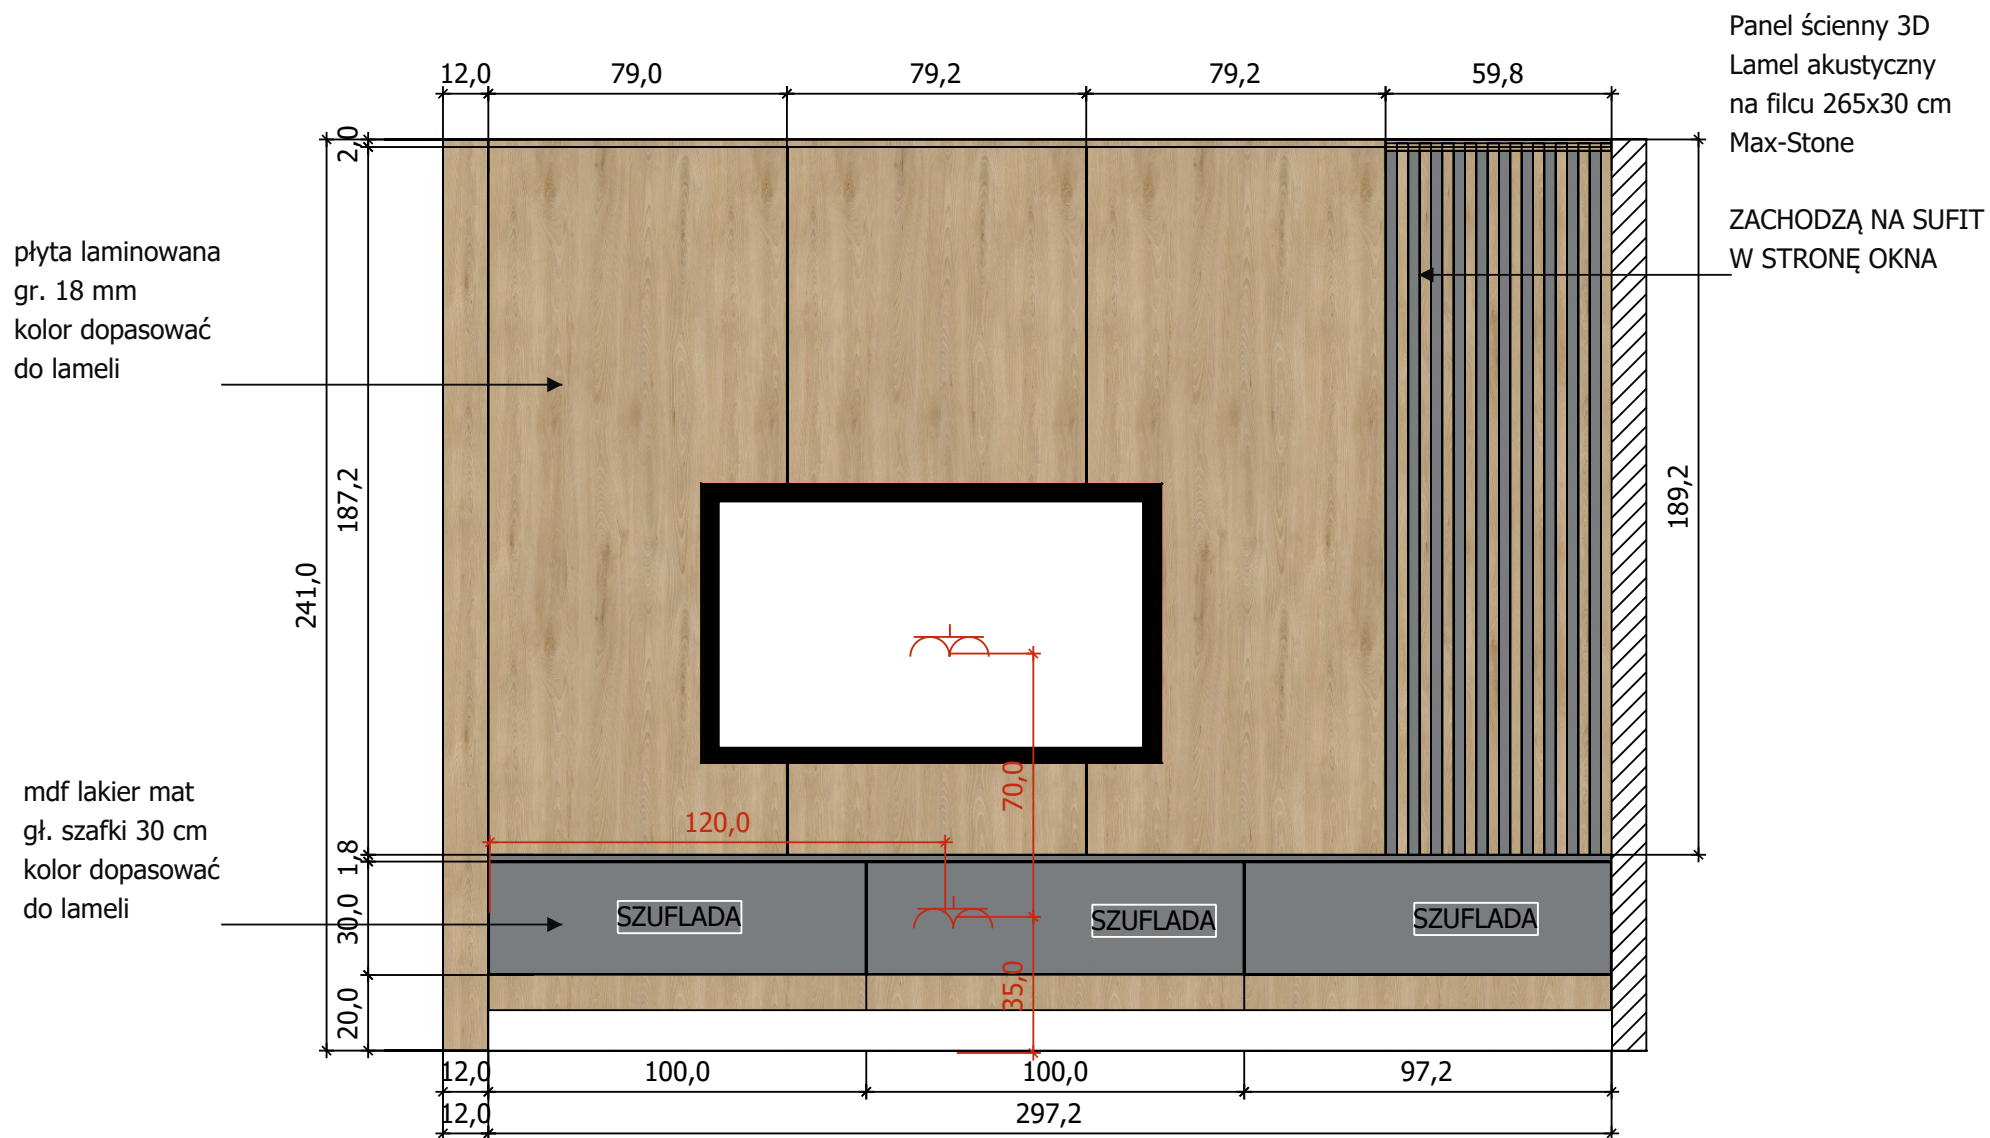 Panel ścienny 3D
Lamel akustyczny
na filcu 265x30 cm
Max-Stone
ZACHODZĄ NA SUFIT
W STRONĘ OKNA
12,0 79,0 79,2 79,2 59,8
2,0
płyta laminowana
gr. 18 mm
kolor dopasować
do lameli
187,2
189,2
241,0
70,0
120,0
mdf lakier mat
gł. szafki 30 cm
kolor dopasować
do lameli
1,8
30,0
SZUFLADA SZUFLADA SZUFLADA
35,0
20,0
12,0 100,0 100,0 97,2
12,0 297,2